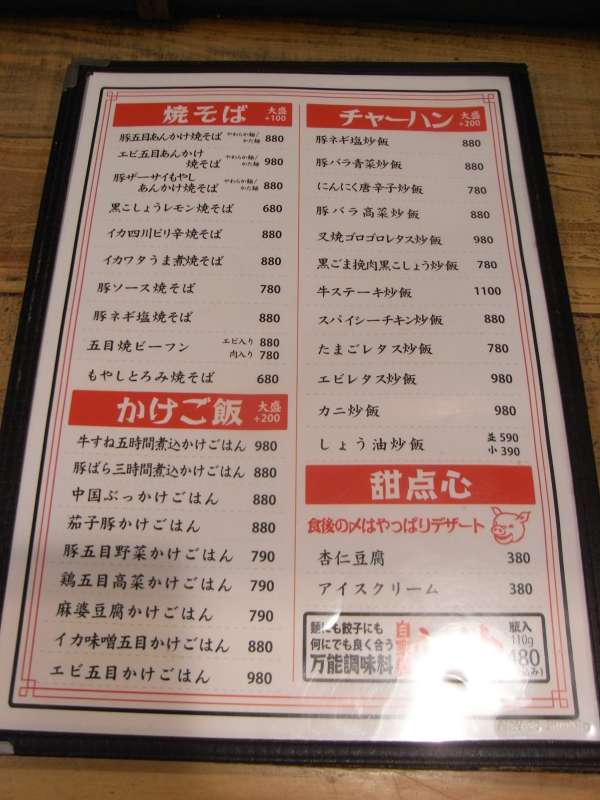 焼そば 大盛+100
豚五目あんかけ焼そば やわらか麺/かた麺 880
エビ五目あんかけ
焼そば やわらか麺/かた麺 980
豚ザーサイもやし
あんかけ焼そば やわらか麺/かた麺 880
黒こしょうレモン焼そば 680
イカ四川ピリ辛焼そば 880
イカワタうま煮焼そば 880
豚ソース焼そば 780
豚ネギ塩焼そば 880
五目焼ビーフン エビ入り 880
肉入り 780
もやしとろみ焼そば 680
かけご飯 大盛+200
牛すね五時間煮込かけごはん 980
豚ばら三時間煮込かけごはん 880
中国ぶっかけごはん 880
茄子豚かけごはん 880
豚五目野菜かけごはん 790
鶏五目高菜かけごはん 790
麻婆豆腐かけごはん 790
イカ味噌五目かけごはん 880
エビ五目かけごはん 980
チャーハン 大盛+200
豚ネギ塩炒飯 880
豚バラ青菜炒飯 880
にんにく唐辛子炒飯 780
豚バラ高菜炒飯 880
叉焼ゴロゴロレタス炒飯 980
黒ごま挽肉黒こしょう炒飯 780
牛ステーキ炒飯 1100
スパイシーチキン炒飯 880
たまごレタス炒飯 780
エビレタス炒飯 980
カニ炒飯 980
しょう油炒飯 並 590
小 390
甜点心
食後の〆はやっぱりデザート
杏仁豆腐 380
アイスクリーム 380
麺にも餃子にも
何にでも良く合う
万能調味料
瓶入
110g
480